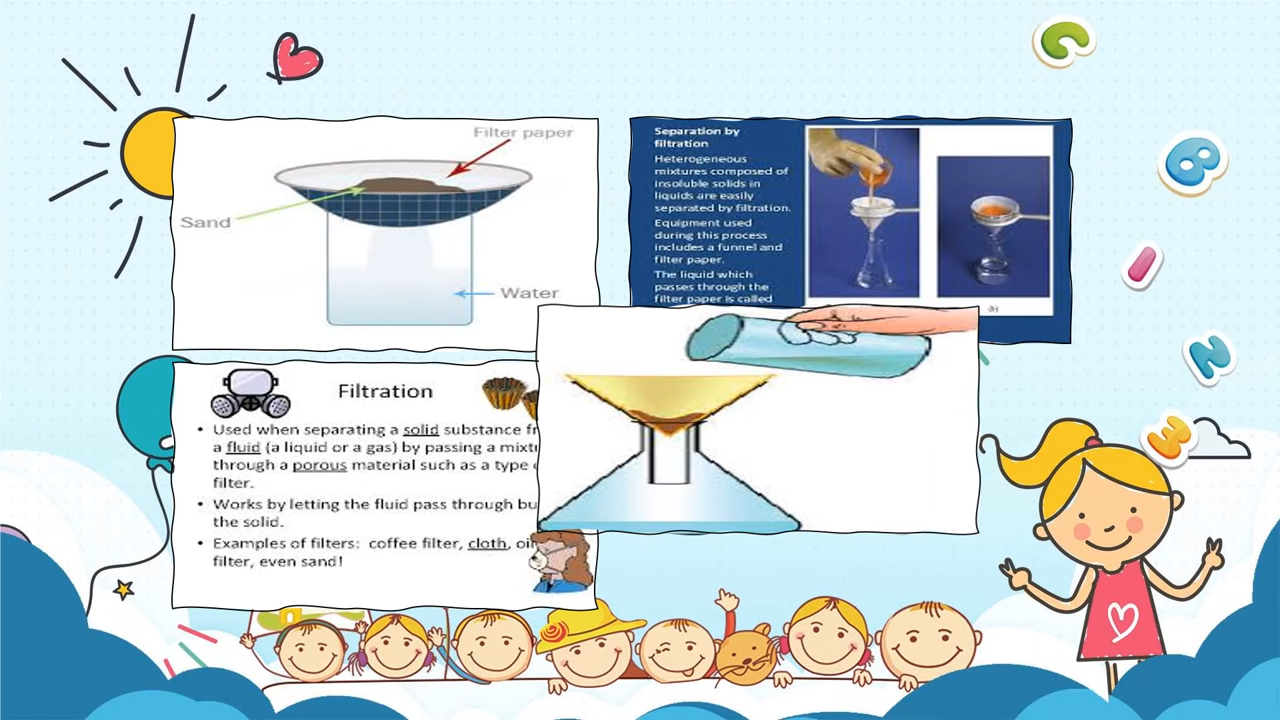 Filter paper
Sand
Water
Separation by
filtration
Heterogeneous
mixtures composed of
insoluble solids in
liquids are easily
separated by filtration.
Equipment used
during this process
includes a funnel and
filter paper.
The liquid which
passes through the
filter paper is called
(b)
Filtration
• Used when separating a solid substance
a fluid (a liquid or a gas) by passing a
through a porous material such as a type
filter.
• Works by letting the fluid pass through
the solid.
• Examples of filters: coffee filter, cloth,
filter, even sand!
C
B
I
N
E